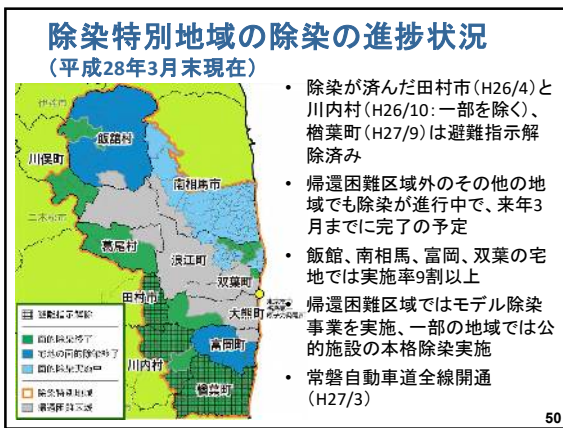 除染特別地域の除染の進捗状況
(平成28年3月末現在)
• 除染が済んだ田村市(H26/4)と
川内村(H26/10:一部を除く)、
楢葉町(H27/9)は避難指示解
除済み
• 帰還困難区域外のその他の地
域でも除染が進行中で、来年3
月までに完了の予定
• 飯館、南相馬、富岡、双葉の宅
地では実施率9割以上
• 帰還困難区域ではモデル除染
事業を実施、一部の地域では公
的施設の本格除染実施
• 常磐自動車道全線開通
(H27/3)
伊達市
飯舘村
川俣町
南相馬市
二本松市
葛尾村
浪江町
双葉町
田村市
大熊町
富岡町
川内村
楢葉町
避難指示解除
面的除染終了
宅地の面的除染終了
面的除染実施中
除染特別地域
帰還困難区域
50